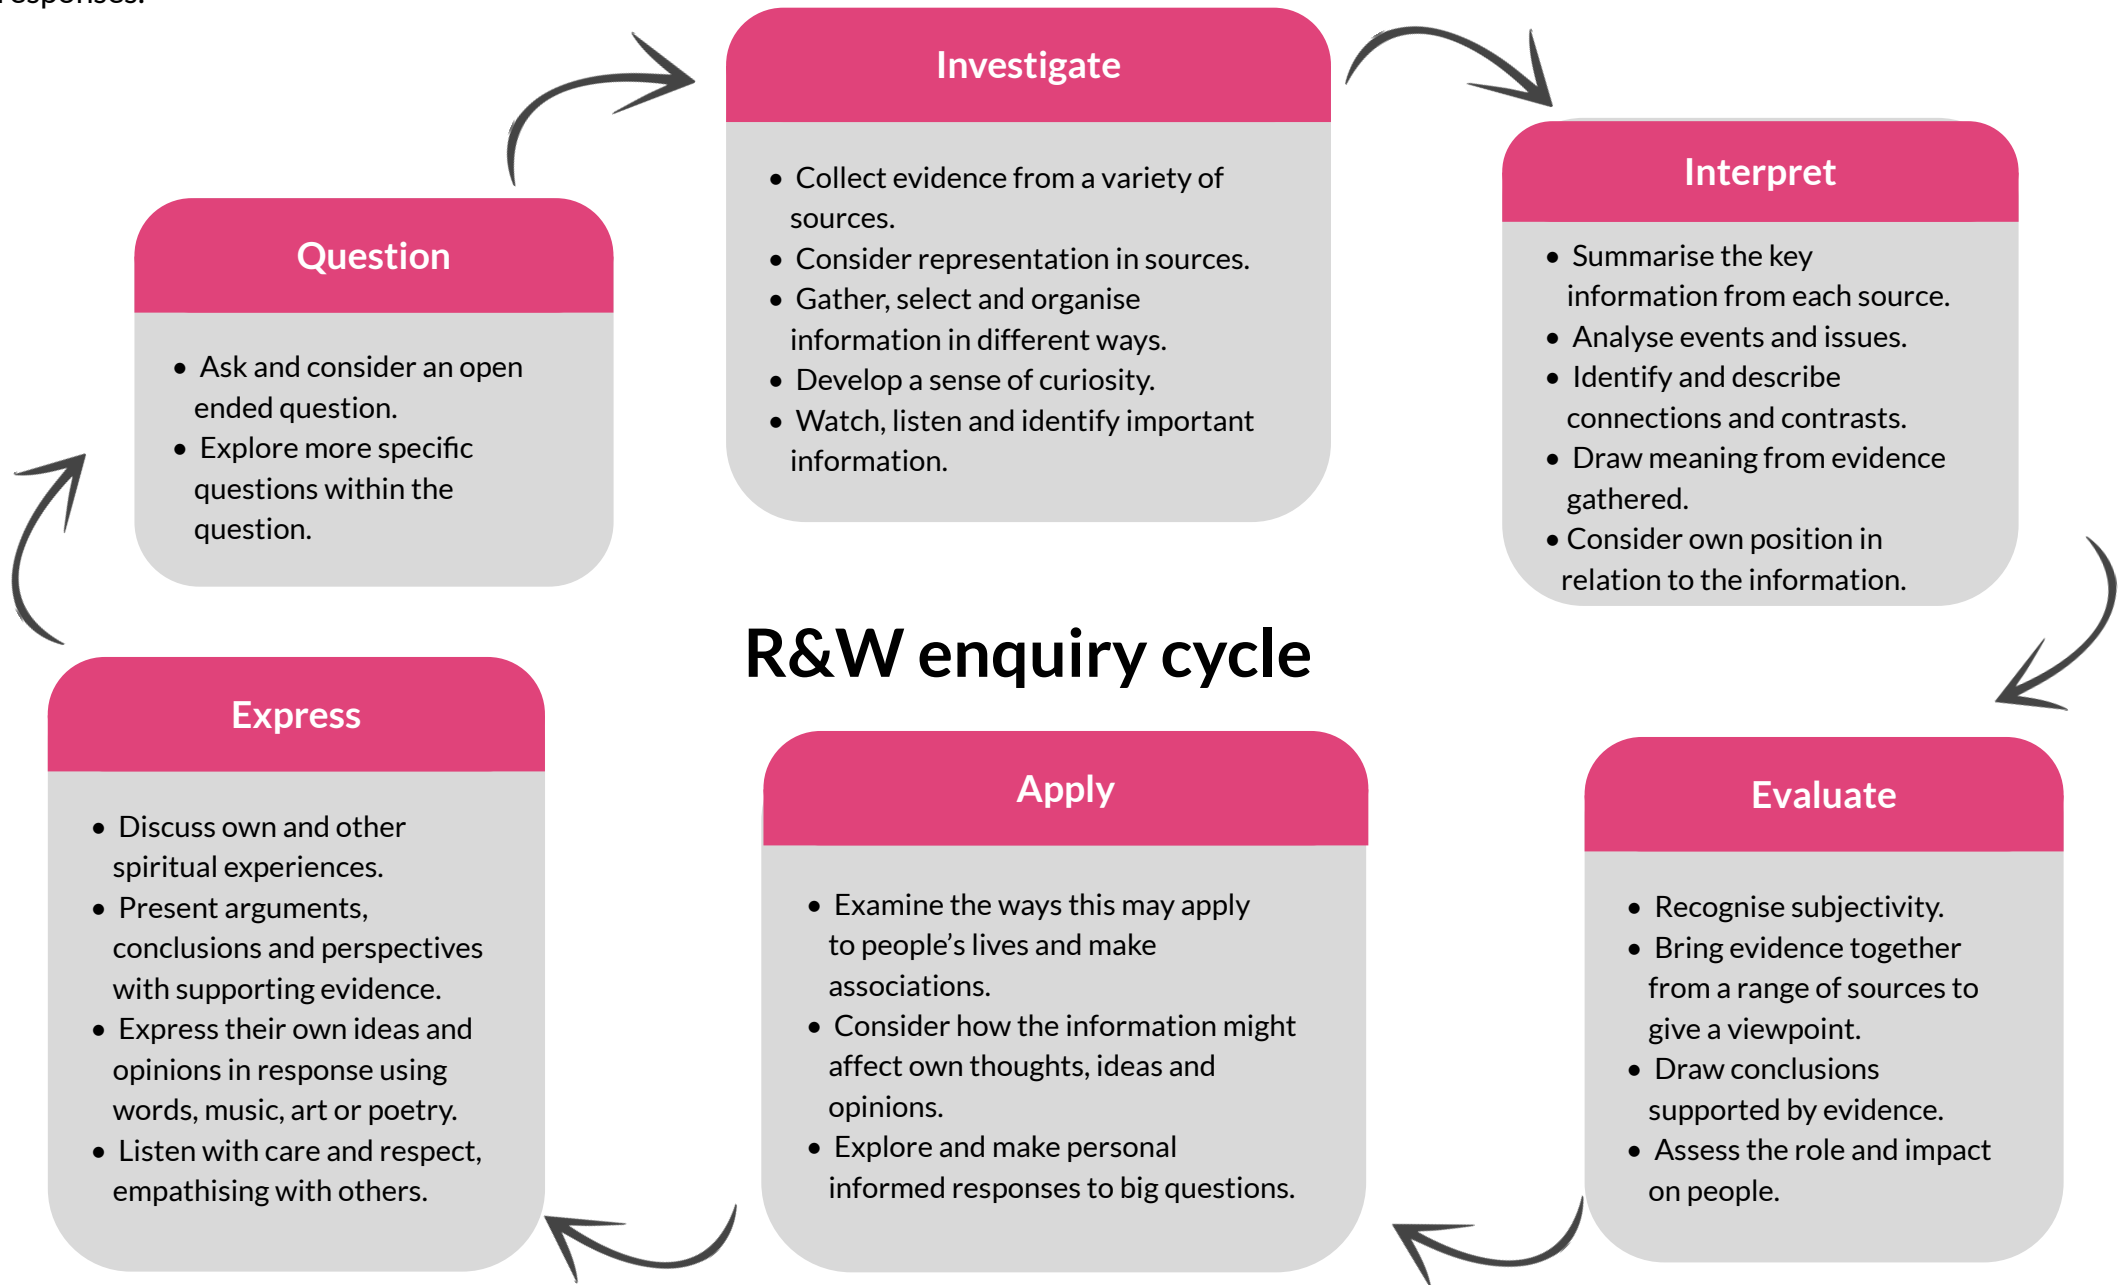 responses.
Investigate
• Collect evidence from a variety of
sources.
• Consider representation in sources.
• Gather, select and organise
information in different ways.
• Develop a sense of curiosity.
• Watch, listen and identify important
information.
Interpret
• Summarise the key
information from each source.
• Analyse events and issues.
• Identify and describe
connections and contrasts.
• Draw meaning from evidence
gathered.
• Consider own position in
relation to the information.
Question
• Ask and consider an open
ended question.
• Explore more specific
questions within the
question.
R&W enquiry cycle
Express
• Discuss own and other
spiritual experiences.
• Present arguments,
conclusions and perspectives
with supporting evidence.
• Express their own ideas and
opinions in response using
words, music, art or poetry.
• Listen with care and respect,
empathising with others.
Apply
• Examine the ways this may apply
to people’s lives and make
associations.
• Consider how the information might
affect own thoughts, ideas and
opinions.
• Explore and make personal
informed responses to big questions.
Evaluate
• Recognise subjectivity.
• Bring evidence together
from a range of sources to
give a viewpoint.
• Draw conclusions
supported by evidence.
• Assess the role and impact
on people.